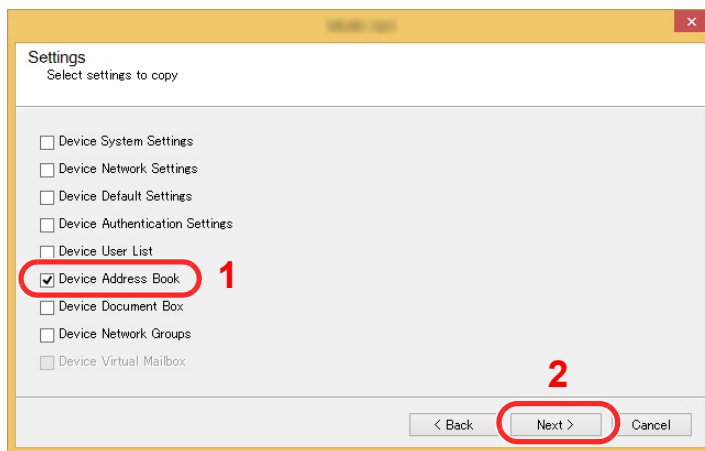 Settings
Select settings to copy
Device System Settings
Device Network Settings
Device Default Settings
Device Authentication Settings
Device User List
Device Address Book
1
Device Document Box
Device Network Groups
Device Virtual Mailbox
2
< Back
Next >
Cancel